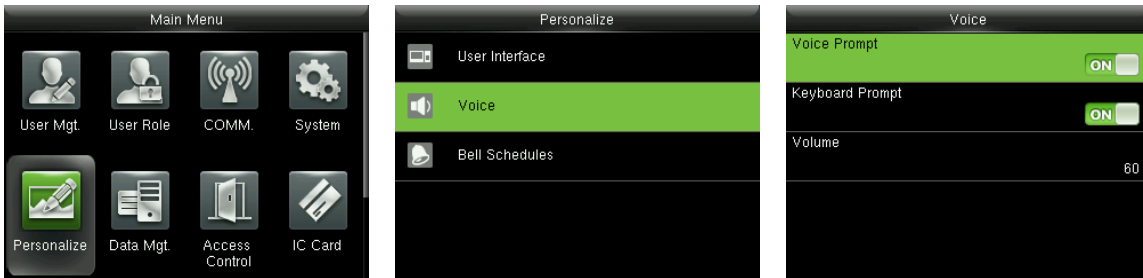 Main Menu
User Mgt.
User Role
COMM.
System
Personalize
Data Mgt.
Access
Control
IC Card
Personalize
User Interface
Voice
Bell Schedules
Voice
Voice Prompt
ON
Keyboard Prompt
ON
Volume
60